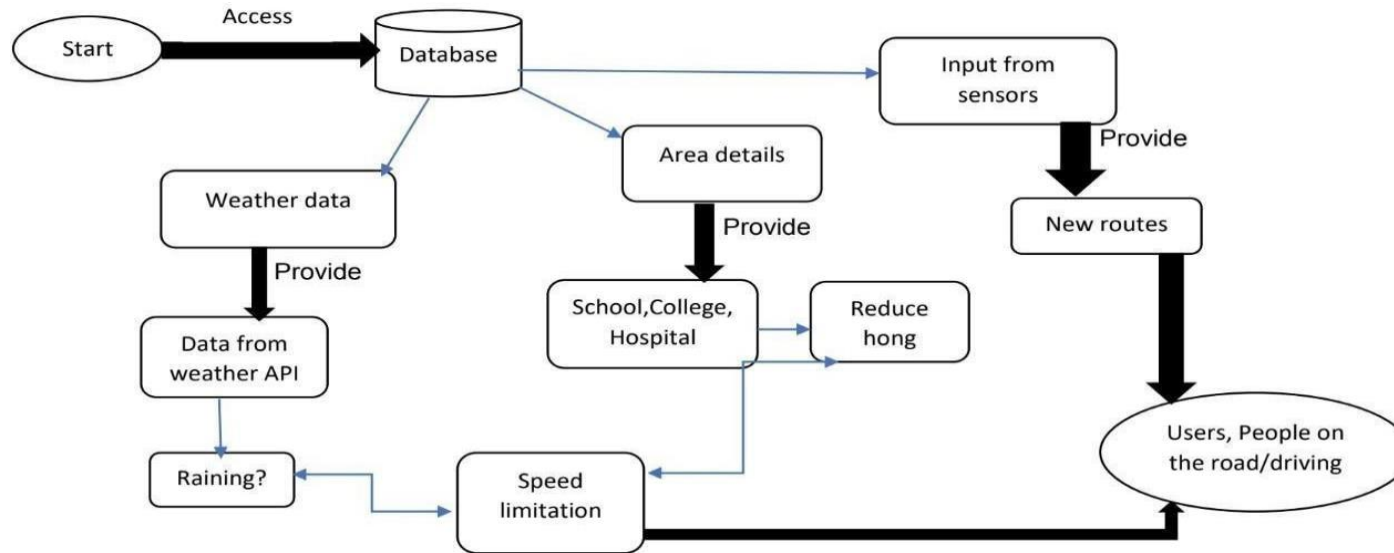 Access
Start
Database
Input from
sensors
Provide
Area details
Weather data
Provide
New routes
Provide
School,College,
Hospital
Reduce
hong
Data from
weather API
Users, People on
the road/driving
Raining?
Speed
limitation